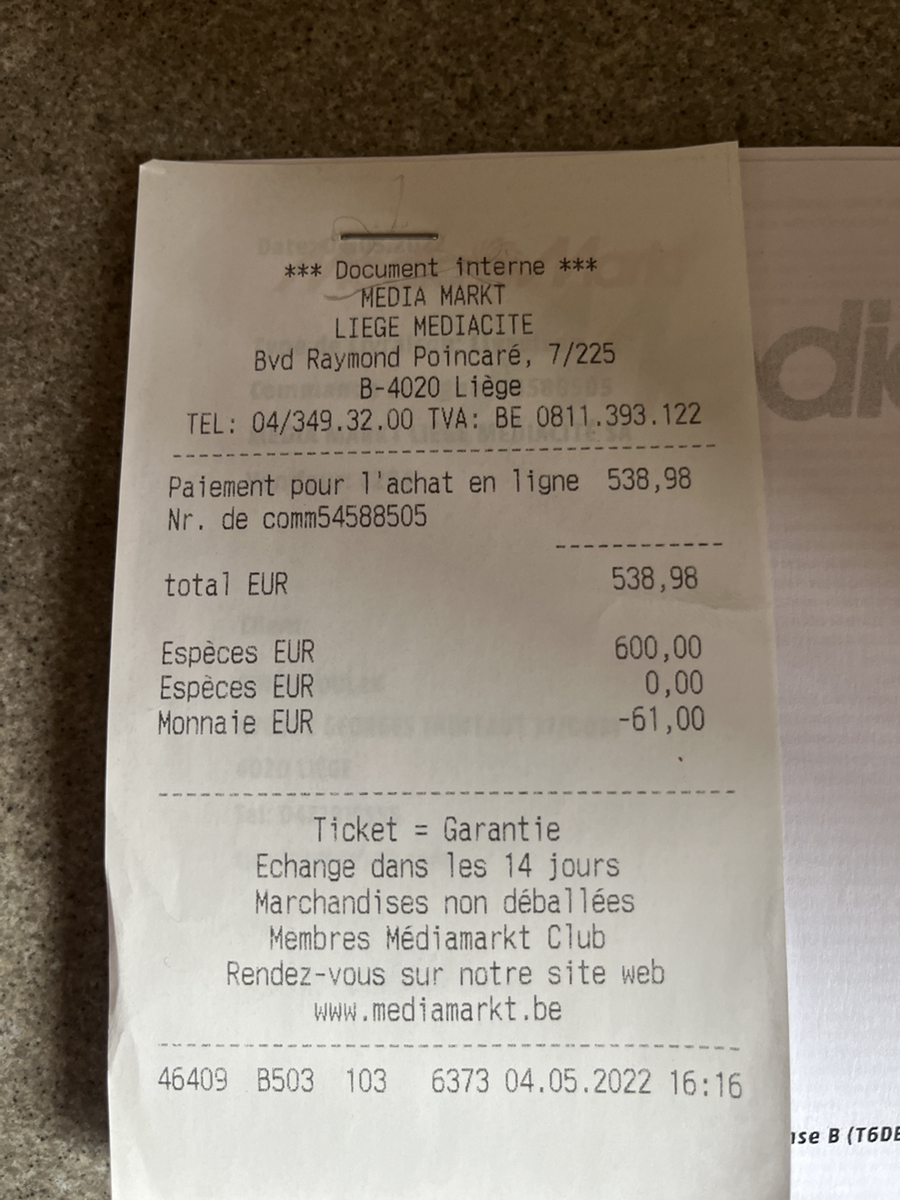 *** Document interne ***
MEDIA MARKT
LIEGE MEDIACITE
Bvd Raymond Poincaré, 7/225
B-4020 Liège
TEL: 04/349.32.00 TVA: BE 0811.393.122
Paiement pour l'achat en ligne 538,98
Nr. de comm54588505
total EUR 538,98
Espèces EUR 600,00
Espèces EUR 0,00
Monnaie EUR -61,00
Ticket = Garantie
Echange dans les 14 jours
Marchandises non déballées
Membres Médiamarkt Club
Rendez-vous sur notre site web
www.mediamarkt.be
46409 B503 103 6373 04.05.2022 16:16